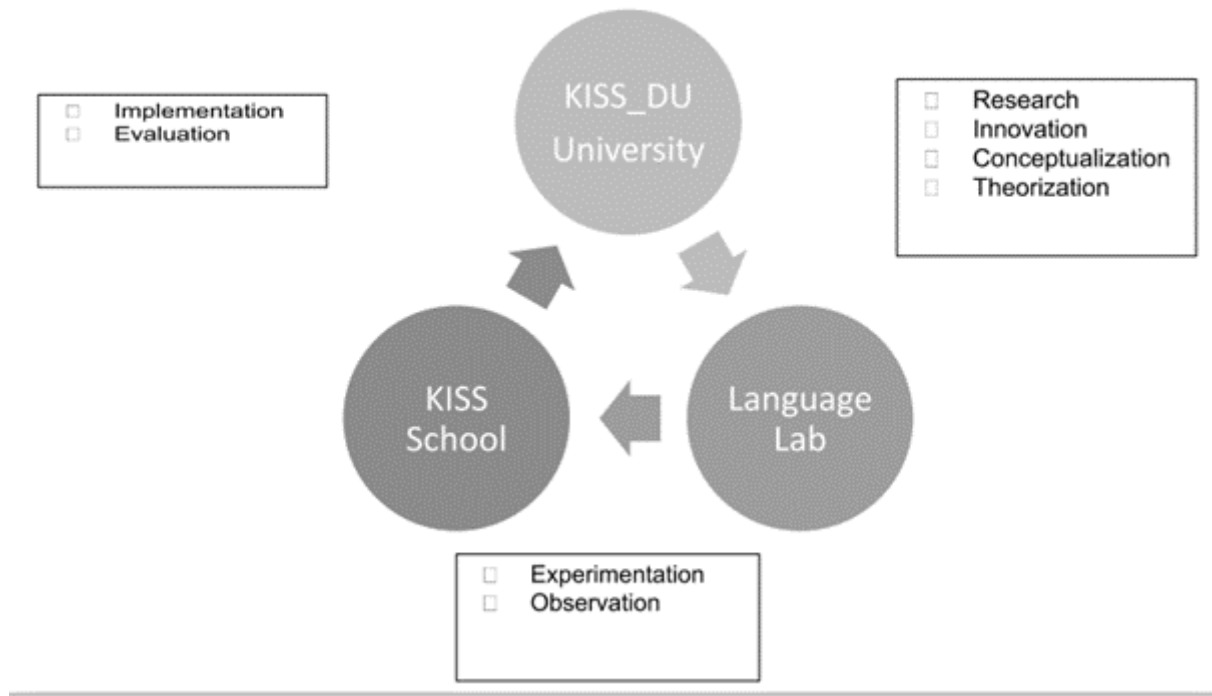 KISS_DU
University
Implementation
Evaluation
Research
Innovation
Conceptualization
Theorization
KISS
School
Language
Lab
Experimentation
Observation